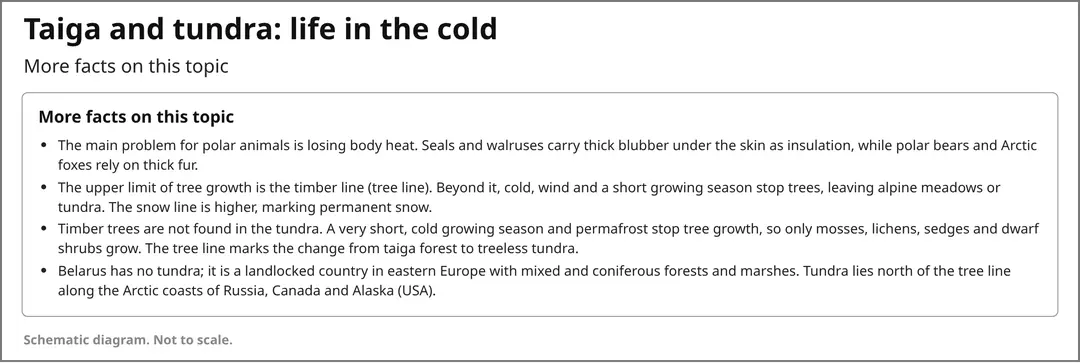 Taiga and tundra: life in the cold
More facts on this topic
More facts on this topic
• The main problem for polar animals is losing body heat. Seals and walruses carry thick blubber under the skin as insulation, while polar bears and Arctic
foxes rely on thick fur.
• The upper limit of tree growth is the timber line (tree line). Beyond it, cold, wind and a short growing season stop trees, leaving alpine meadows or
tundra. The snow line is higher, marking permanent snow.
• Timber trees are not found in the tundra. A very short, cold growing season and permafrost stop tree growth, so only mosses, lichens, sedges and dwarf
shrubs grow. The tree line marks the change from taiga forest to treeless tundra.
• Belarus has no tundra; it is a landlocked country in eastern Europe with mixed and coniferous forests and marshes. Tundra lies north of the tree line
along the Arctic coasts of Russia, Canada and Alaska (USA).
Schematic diagram. Not to scale.